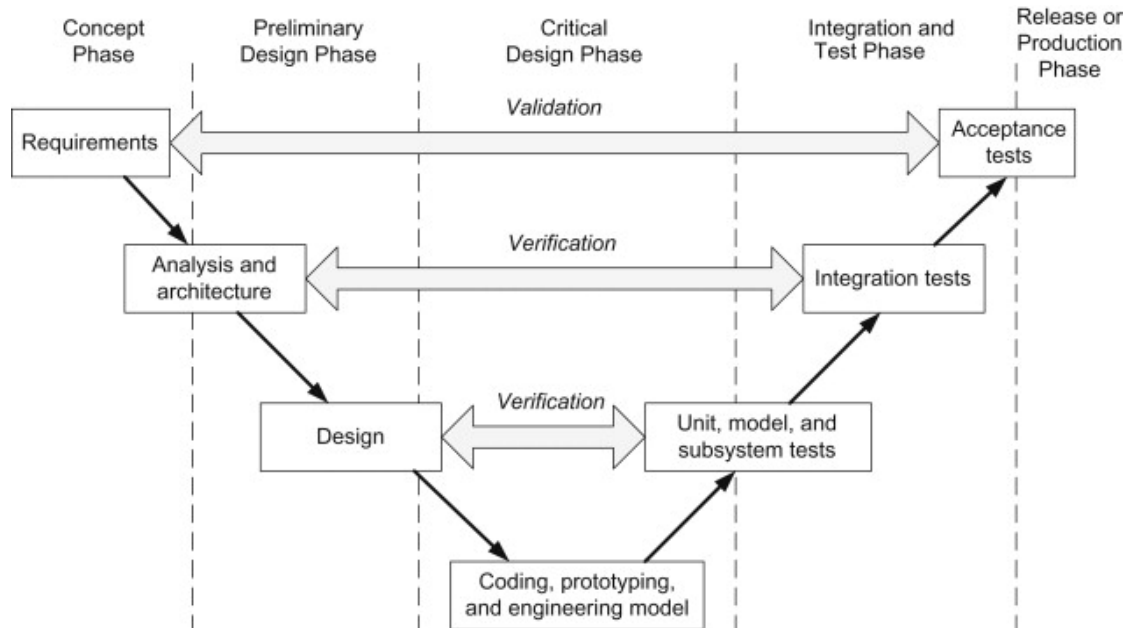 Concept
Phase
Preliminary
Design Phase
Critical
Design Phase
Integration and
Test Phase
Release or
Production
Phase
Validation
Requirements
Acceptance
tests
Verification
Analysis and
architecture
Integration tests
Verification
Design
Unit, model, and
subsystem tests
Coding, prototyping,
and engineering model